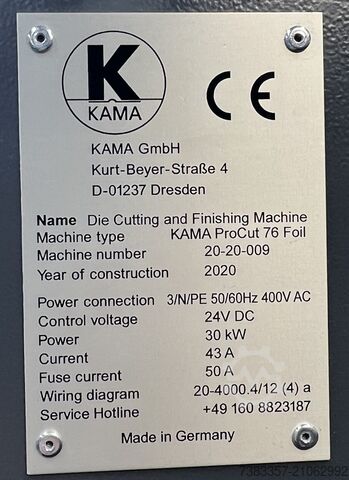 K
KAMA
CE
KAMA GmbH
Kurt-Beyer-Straße 4
D-01237 Dresden
Name Die Cutting and Finishing Machine
Machine type KAMA ProCut 76 Foil
Machine number 20-20-009
Year of construction 2020
Power connection 3/N/PE 50/60Hz 400V AC
Control voltage 24V DC
Power 30 kW
Current 43 A
Fuse current 50 A
Wiring diagram 20-4000.4/12 (4) a
Service Hotline +49 160 8823187
Made in Germany
7383357-21062992